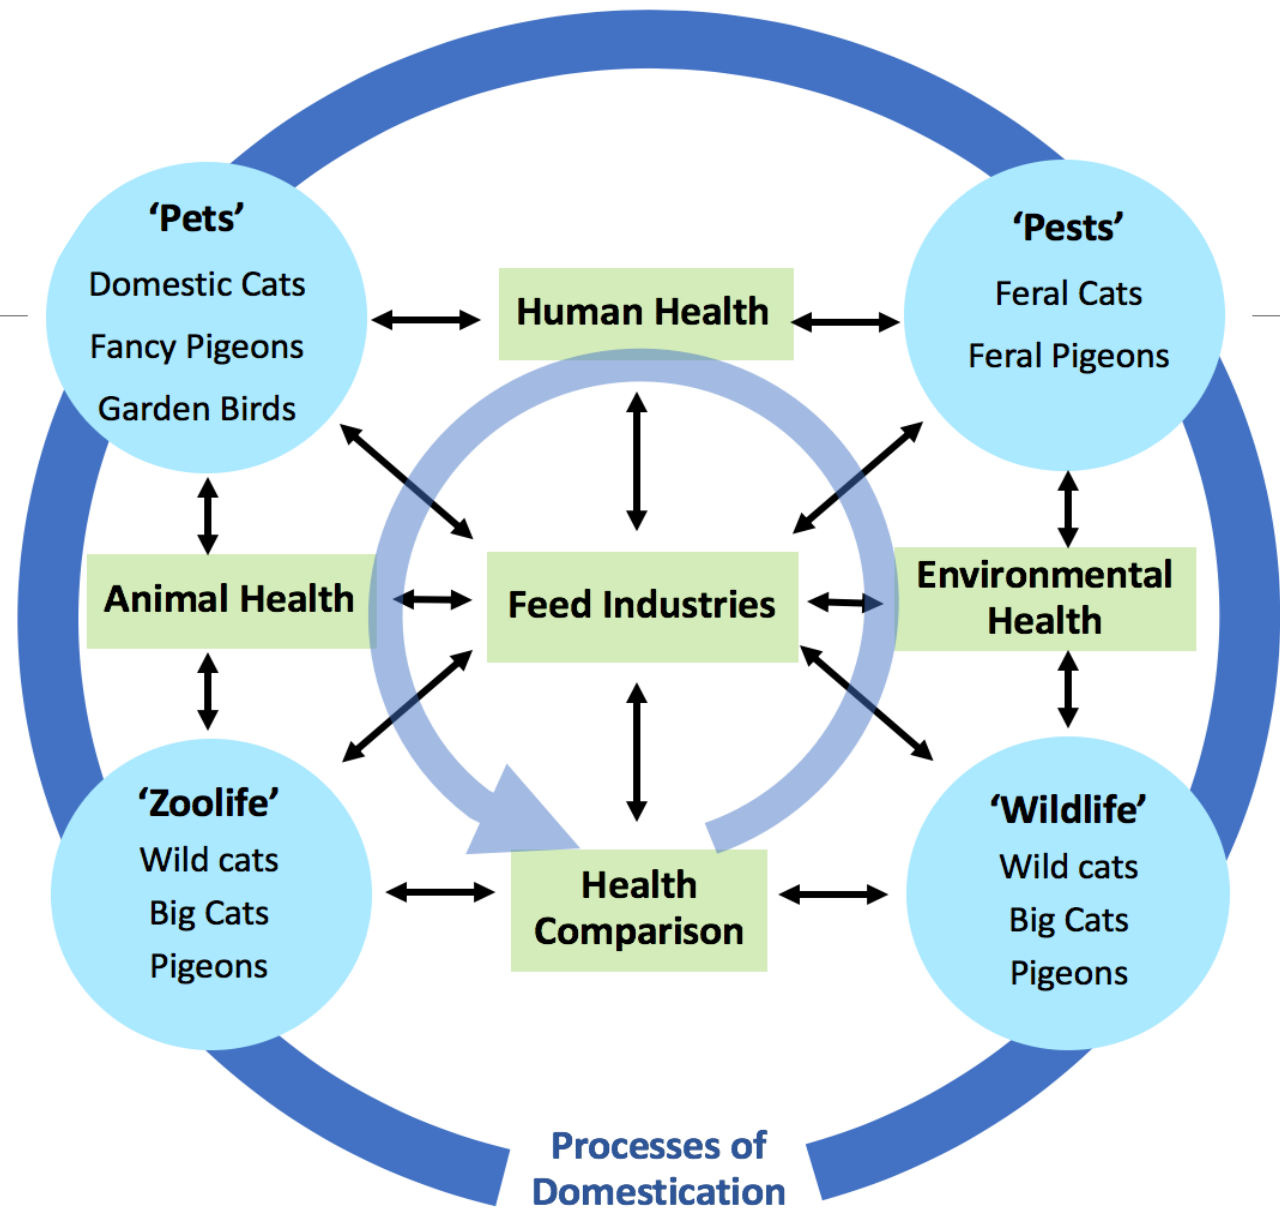 ‘Pets’
Domestic Cats
Fancy Pigeons
Garden Birds
‘Pests’
Feral Cats
Feral Pigeons
Human Health
Animal Health
Feed Industries
Environmental
Health
‘Zoolife’
Wild cats
Big Cats
Pigeons
Health
Comparison
‘Wildlife’
Wild cats
Big Cats
Pigeons
Processes of
Domestication